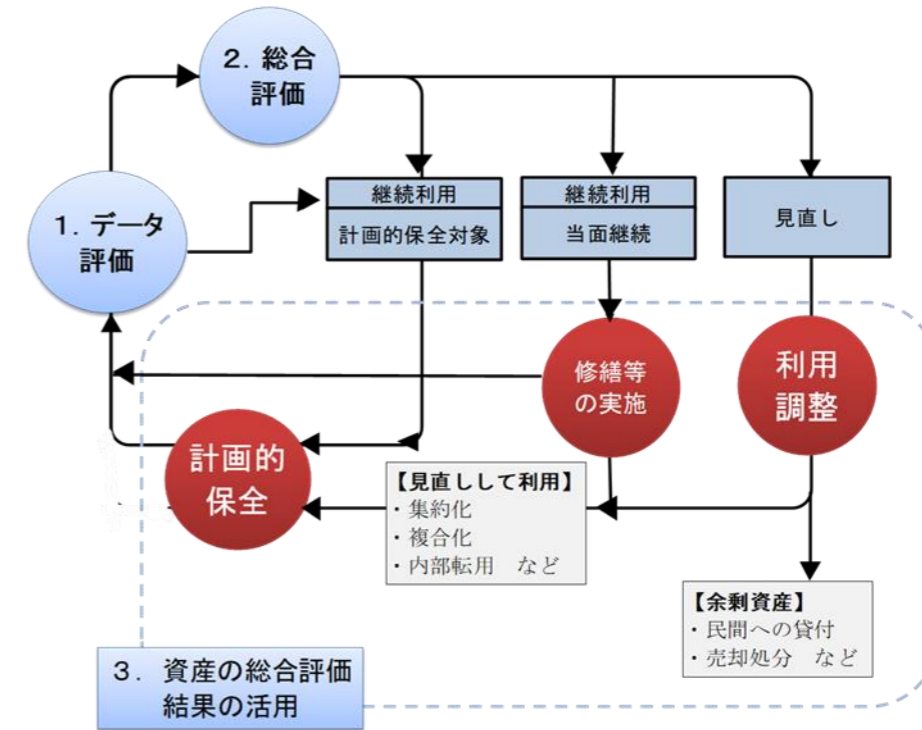 2．総合
評価
1．データ
評価
継続利用
計画的保全対象
継続利用
当面継続
見直し
修繕等
の実施
利用
調整
計画的
保全
【見直しして利用】
・集約化
・複合化
・内部転用　など
【余剰資産】
・民間への貸付
・売却処分　など
3．資産の総合評価
結果の活用